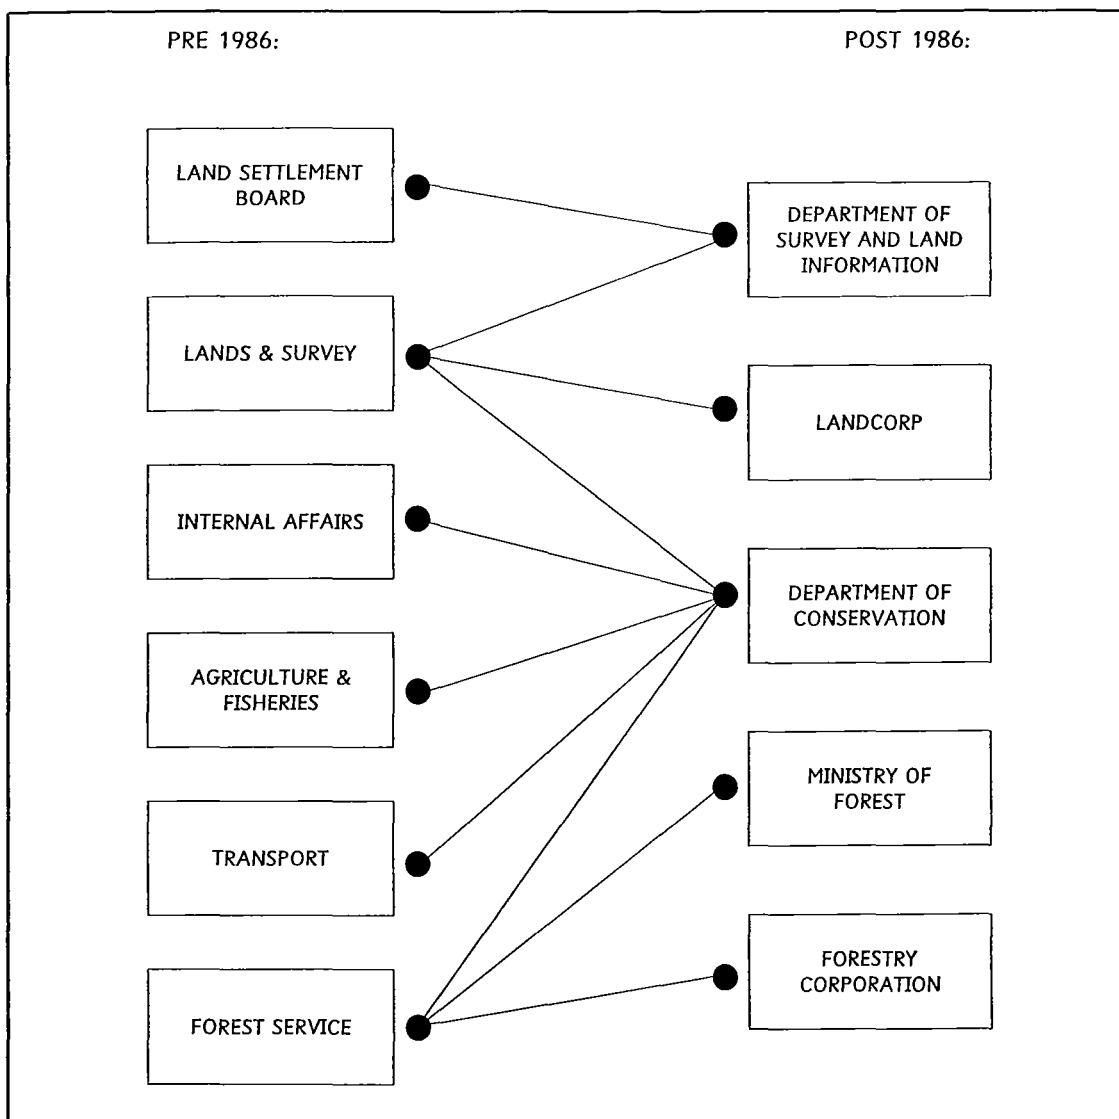 PRE 1986:
POST 1986:
LAND SETTLEMENT
BOARD
LANDS & SURVEY
INTERNAL AFFAIRS
AGRICULTURE &
FISHERIES
TRANSPORT
FOREST SERVICE
DEPARTMENT OF
SURVEY AND LAND
INFORMATION
LANDCORP
DEPARTMENT OF
CONSERVATION
MINISTRY OF
FOREST
FORESTRY
CORPORATION